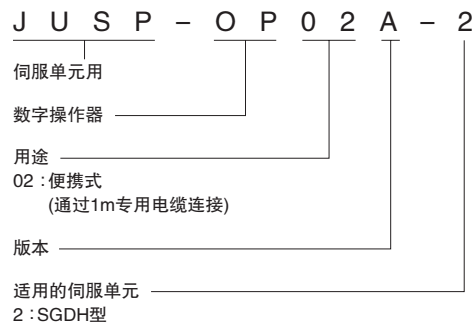 J U S P – O P 0 2 A – 2
伺服单元用
数字操作器
用途
02：便携式
(通过1m专用电缆连接)
版本
适用的伺服单元
2：SGDH型